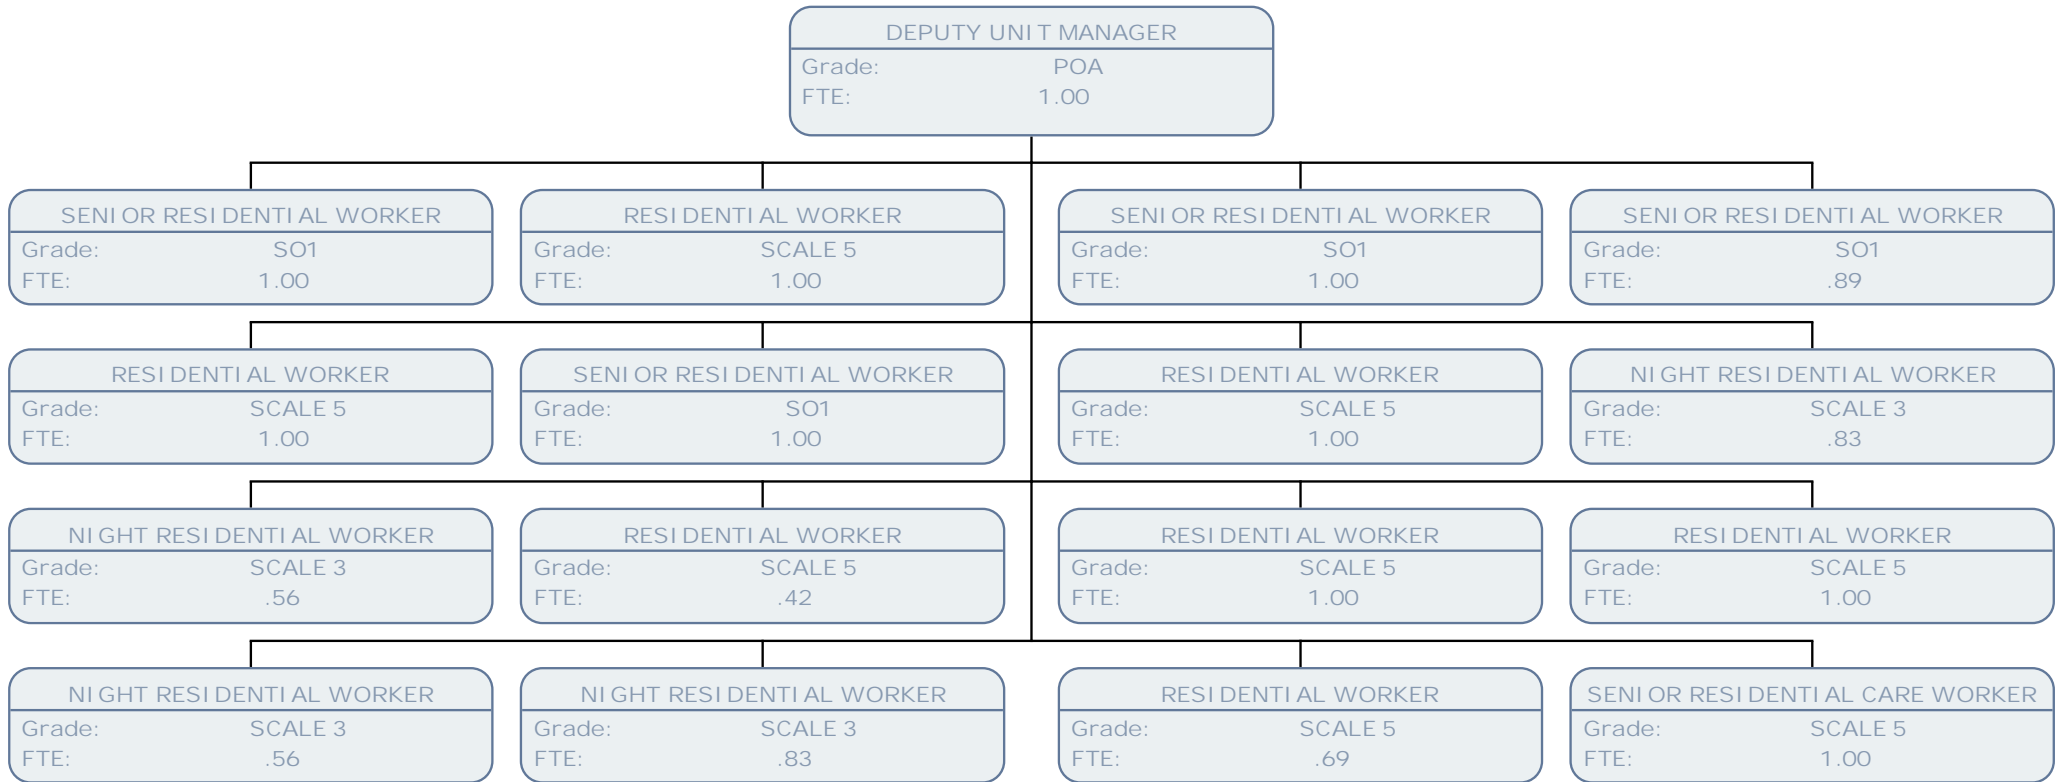 DEPUTY UNIT MANAGER
Grade: POA
FTE: 1.00
SENIOR RESIDENTIAL WORKER
Grade: SO1
FTE: 1.00
RESIDENTIAL WORKER
Grade: SCALE 5
FTE: 1.00
SENIOR RESIDENTIAL WORKER
Grade: SO1
FTE: 1.00
SENIOR RESIDENTIAL WORKER
Grade: SO1
FTE: .89
RESIDENTIAL WORKER
Grade: SCALE 5
FTE: 1.00
SENIOR RESIDENTIAL WORKER
Grade: SO1
FTE: 1.00
RESIDENTIAL WORKER
Grade: SCALE 5
FTE: 1.00
NIGHT RESIDENTIAL WORKER
Grade: SCALE 3
FTE: .83
NIGHT RESIDENTIAL WORKER
Grade: SCALE 3
FTE: .56
RESIDENTIAL WORKER
Grade: SCALE 5
FTE: .42
RESIDENTIAL WORKER
Grade: SCALE 5
FTE: 1.00
RESIDENTIAL WORKER
Grade: SCALE 5
FTE: 1.00
NIGHT RESIDENTIAL WORKER
Grade: SCALE 3
FTE: .56
NIGHT RESIDENTIAL WORKER
Grade: SCALE 3
FTE: .83
RESIDENTIAL WORKER
Grade: SCALE 5
FTE: .69
SENIOR RESIDENTIAL CARE WORKER
Grade: SCALE 5
FTE: 1.00